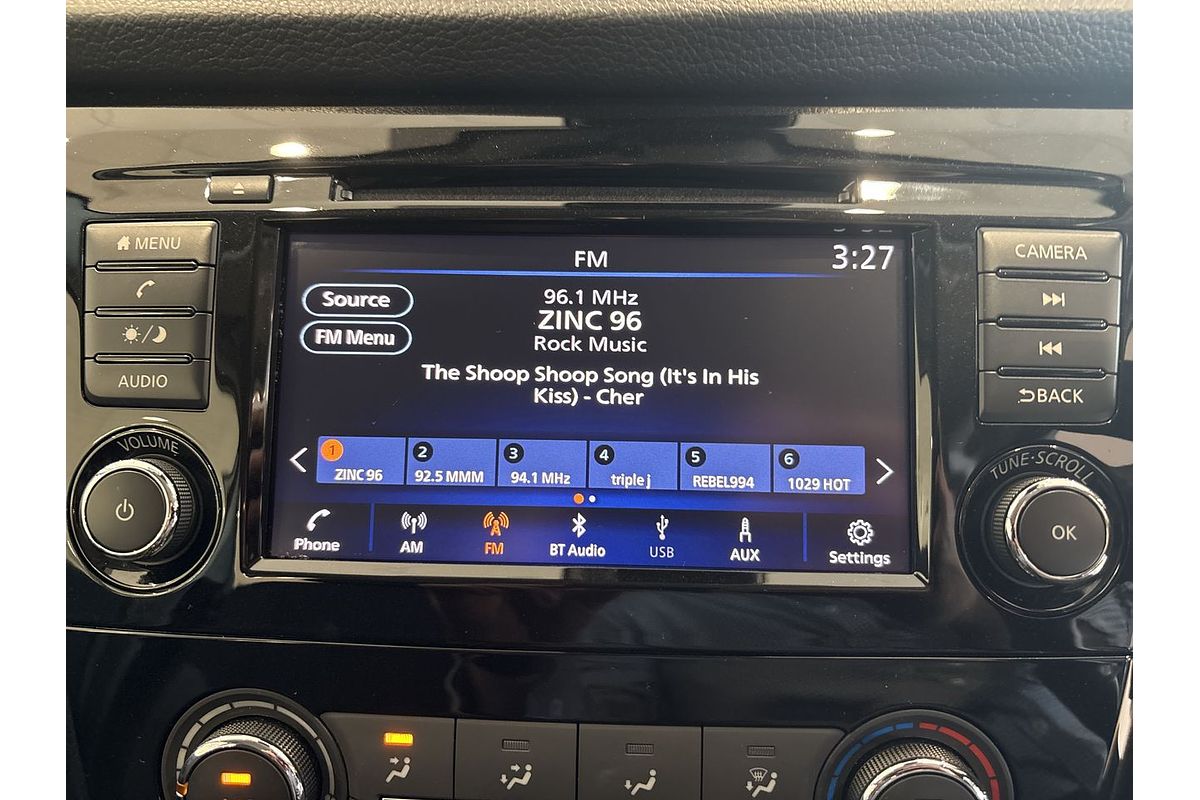 MENU
AUDIO
VOLUME
FM
3:27
Source
FM Menu
96.1 MHz
ZINC 96
Rock Music
The Shoop Shoop Song (It's In His
Kiss) - Cher
1 2 3 4 5 6
ZINC 96 92.5 MMM 94.1 MHz triple j REBEL994 1029 HOT
Phone AM FM BT Audio USB AUX Settings
CAMERA
BACK
TUNE·SCROLL
OK